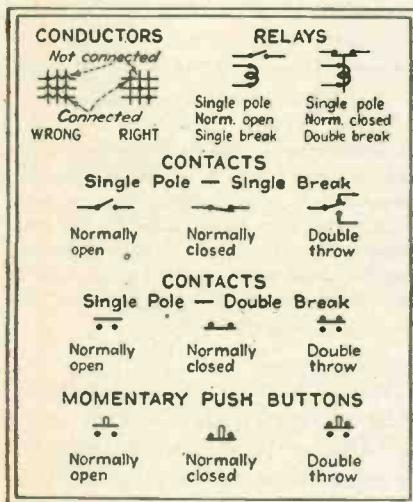 CONDUCTORS
Not connected
Connected
WRONG RIGHT
RELAYS
Single pole Single pole
Norm. open Norm. closed
Single break Double break
CONTACTS
Single Pole — Single Break
Normally Normally Double
open closed throw
CONTACTS
Single Pole — Double Break
Normally Normally Double
open closed throw
MOMENTARY PUSH BUTTONS
Normally Normally Double
open closed throw